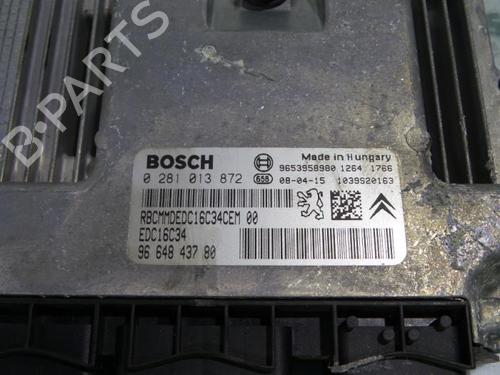 B-PARTS
BOSCH
Made in Hungary
9653958980 1264 1766
0 281 013 872
658
08-04-15 1039S20163
RBCMMDEDC16C34CEM 00
EDC16C34
96 648 437 80